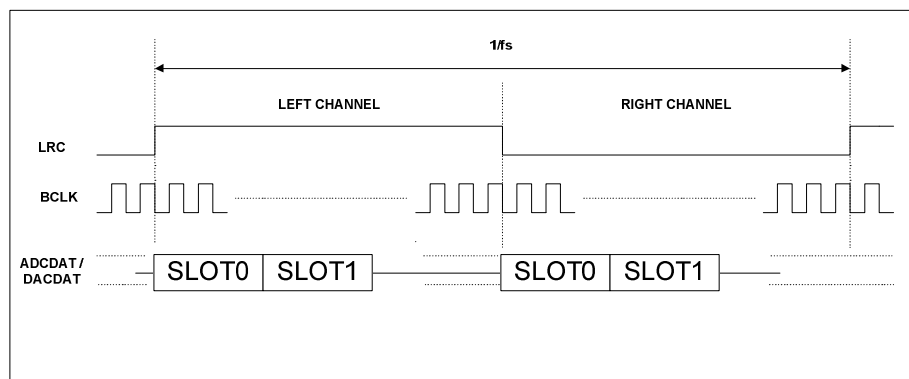 1/fs
LEFT CHANNEL
RIGHT CHANNEL
LRC
BCLK
ADCDAT /
DACDAT
SLOT0 SLOT1 SLOT0 SLOT1